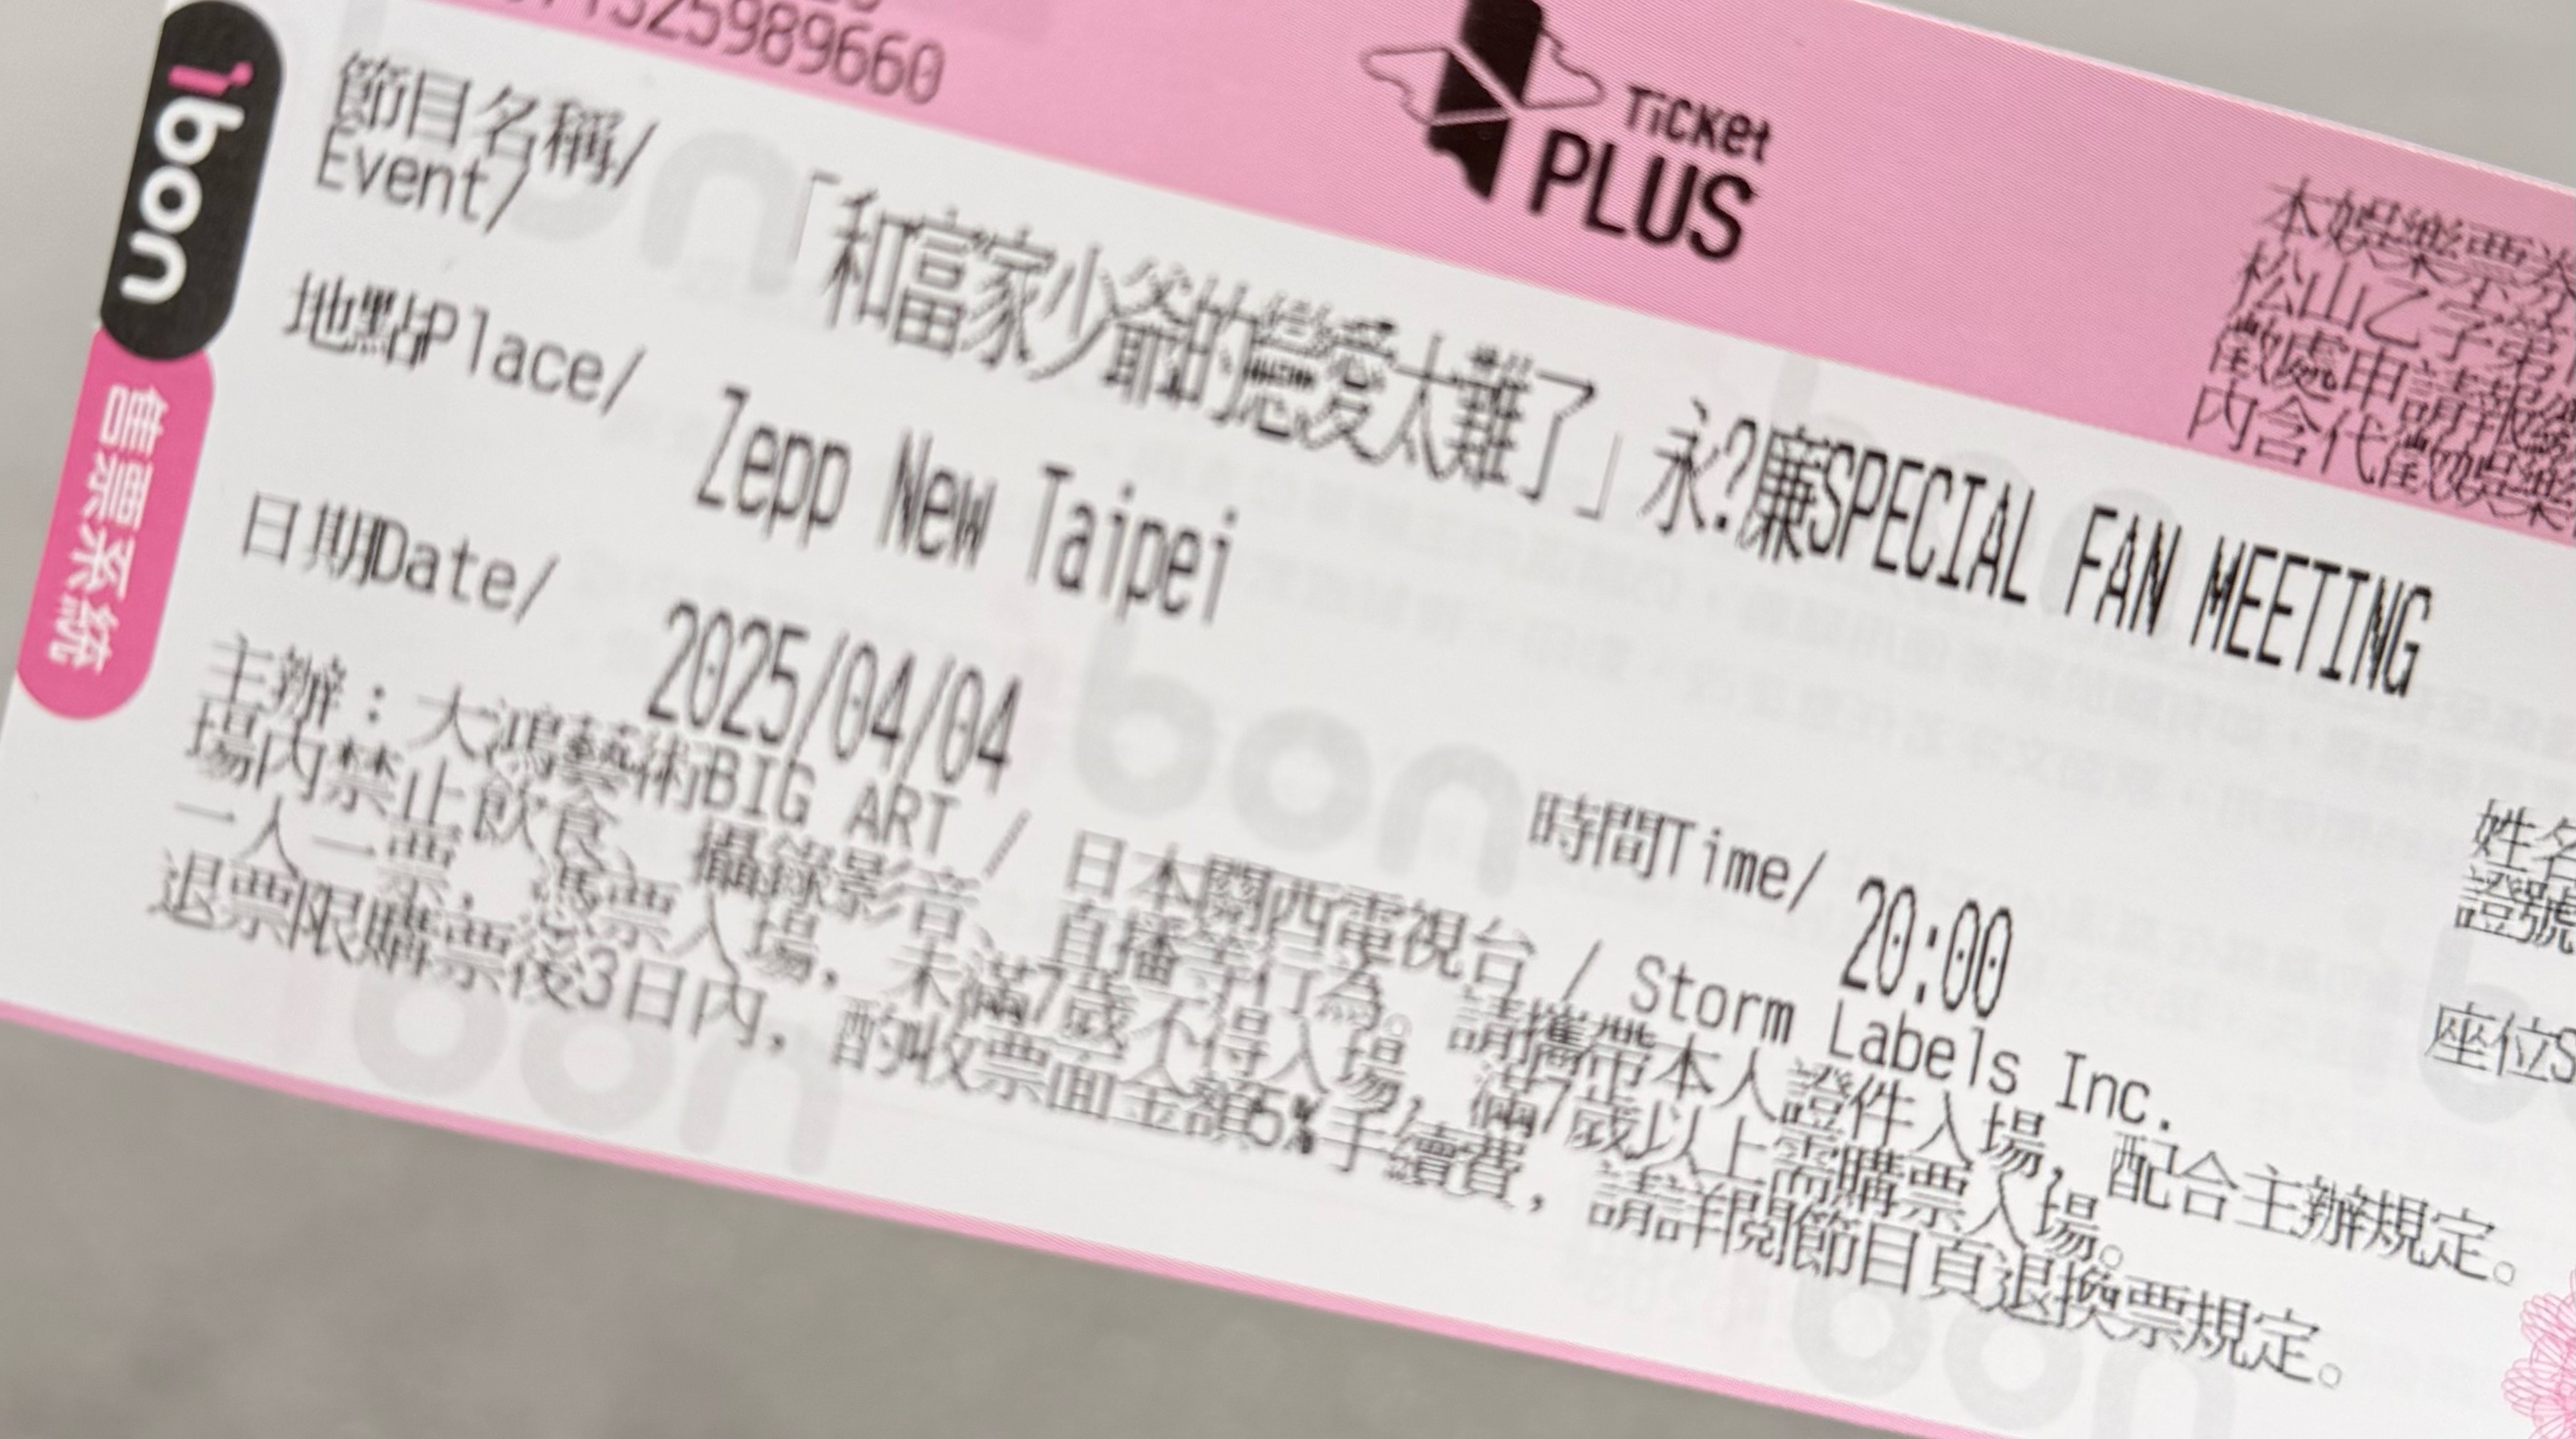 25989660
Ticket
PLUS
ibon
售票系統
本娛樂票券
松山乙字第
徵處申請報繳
內含代徵娛樂
節目名稱/
Event/
「和富家少爺的戀愛太難了」永?廉SPECIAL FAN MEETING
地點Place/
Zepp New Taipei
日期Date/
2025/04/04
時間Time/ 20:00
姓名
證號
座位S
主辦：大鴻藝術BIG ART / 日本關西電視台 / Storm Labels Inc.
場內禁止飲食、攝錄影音、直播等行為。請攜帶本人證件入場，配合主辦規定。
一人一票，憑票入場，未滿7歲不得入場，滿7歲以上需購票入場。
退票限購票後3日內，酌收票面金額5%手續費，請詳閱節目頁退換票規定。